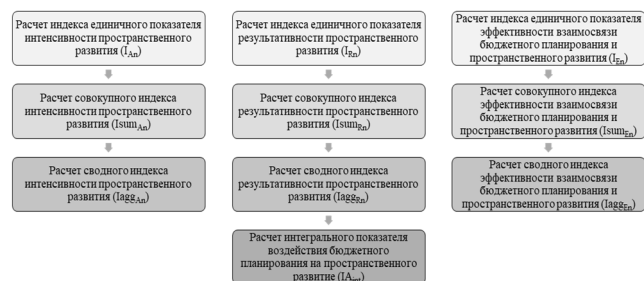 Расчет индекса единичного показателя
интенсивности пространственного
развития (I_An)
Расчет совокупного индекса
интенсивности пространственного
развития (Isum_An)
Расчет сводного индекса
интенсивности пространственного
развития (Iagg_An)
Расчет индекса единичного показателя
результативности пространственного
развития (I_Rn)
Расчет совокупного индекса
результативности пространственного
развития (Isum_Rn)
Расчет сводного индекса
результативности пространственного
развития (Iagg_Rn)
Расчет интегрального показателя
воздействия бюджетного
планирования на пространственного
развитие (IA_int)
Расчет индекса единичного показателя
эффективности взаимосвязи
бюджетного планирования и
пространственного развития (I_En)
Расчет совокупного индекса
эффективности взаимосвязи
бюджетного планирования и
пространственного развития (Isum_En)
Расчет сводного индекса
эффективности взаимосвязи
бюджетного планирования и
пространственного развития (Iagg_En)